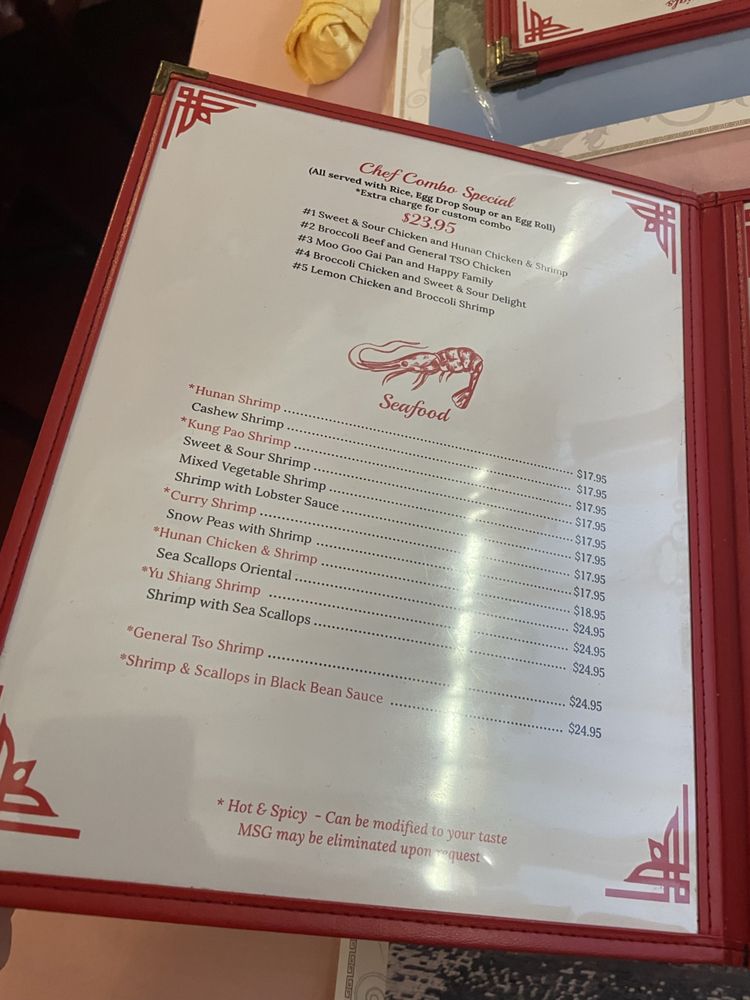 Chef Combo Special
(All served with Rice, Egg Drop Soup or an Egg Roll)
*Extra charge for custom combo
$23.95
#1 Sweet & Sour Chicken and Hunan Chicken & Shrimp
#2 Broccoli Beef and General TSO Chicken
#3 Moo Goo Gai Pan and Happy Family
#4 Broccoli Chicken and Sweet & Sour Delight
#5 Lemon Chicken and Broccoli Shrimp
Seafood
*Hunan Shrimp $17.95
Cashew Shrimp $17.95
*Kung Pao Shrimp $17.95
Sweet & Sour Shrimp $17.95
Mixed Vegetable Shrimp $17.95
Shrimp with Lobster Sauce $17.95
*Curry Shrimp $17.95
Snow Peas with Shrimp $17.95
*Hunan Chicken & Shrimp $18.95
Sea Scallops Oriental $24.95
*Yu Shiang Shrimp $24.95
Shrimp with Sea Scallops $24.95
*General Tso Shrimp $24.95
*Shrimp & Scallops in Black Bean Sauce $24.95
* Hot & Spicy - Can be modified to your taste
MSG may be eliminated upon request